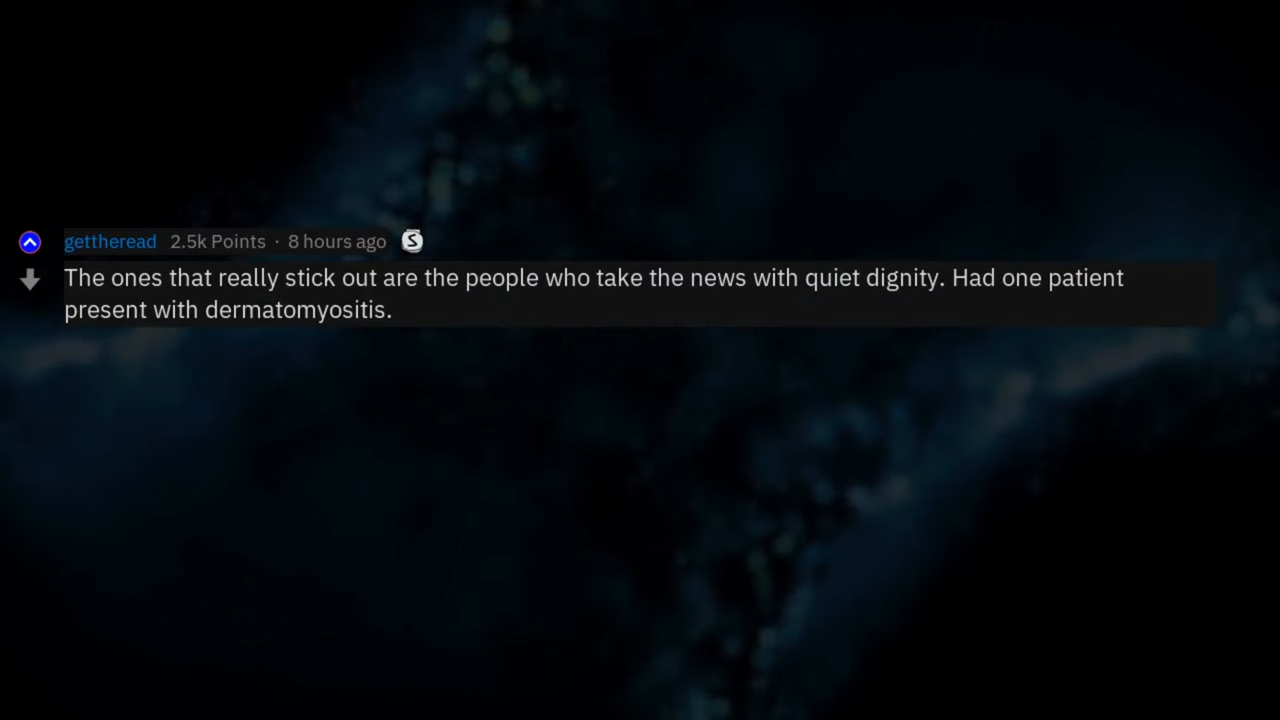 gettheread 2.5k Points · 8 hours ago S
The ones that really stick out are the people who take the news with quiet dignity. Had one patient
present with dermatomyositis.